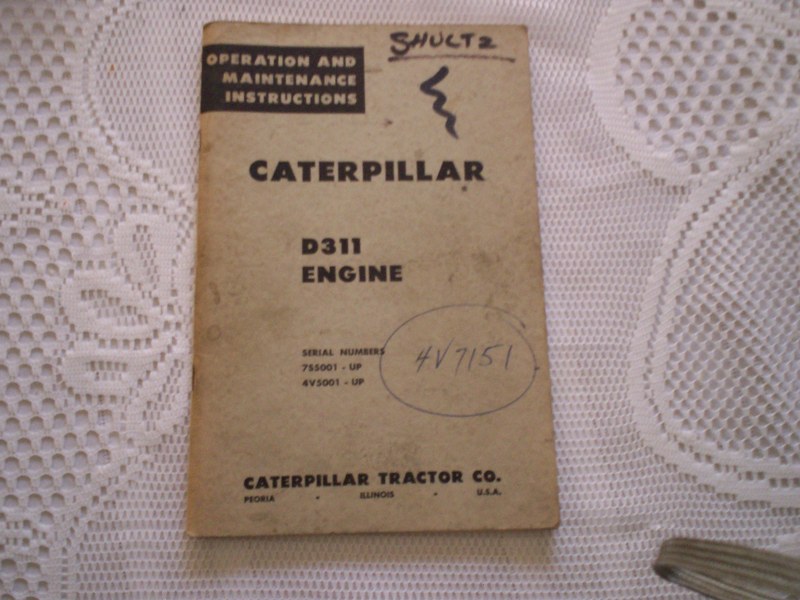 SHULTZ
OPERATION AND
MAINTENANCE
INSTRUCTIONS
CATERPILLAR
D311
ENGINE
SERIAL NUMBERS
7S5001 - UP
4V5001 - UP
4V7151
CATERPILLAR TRACTOR CO.
PEORIA • ILLINOIS • U.S.A.